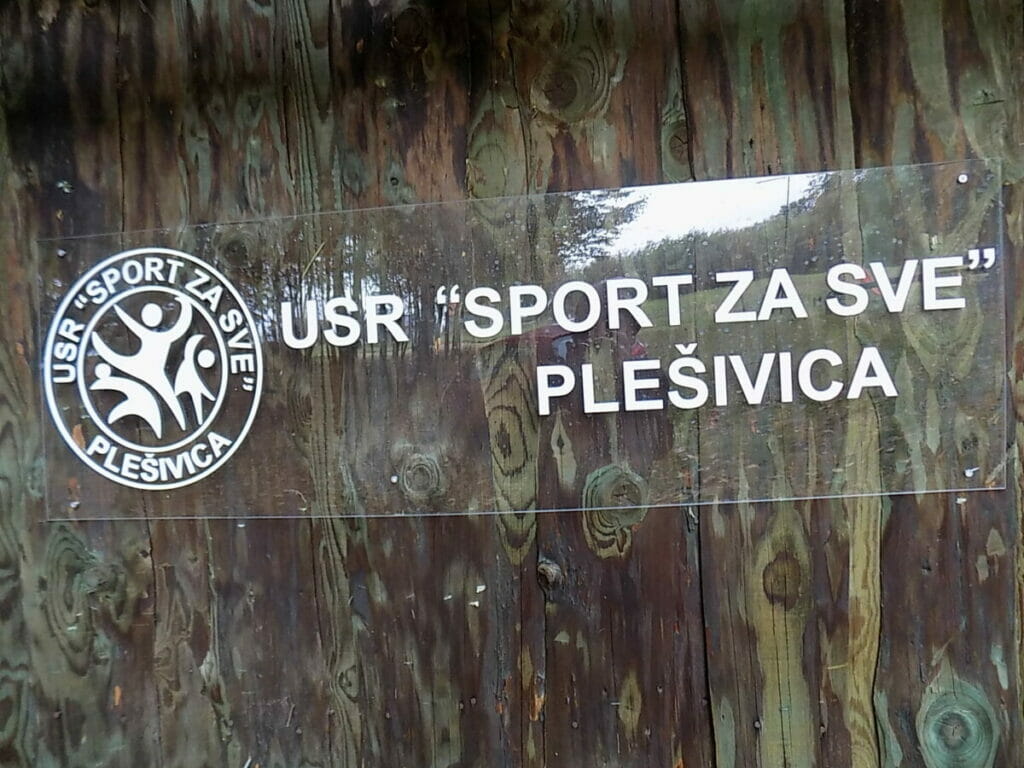 USR "SPORT ZA SVE"
PLEŠIVICA
USR “SPORT ZA SVE”
PLEŠIVICA